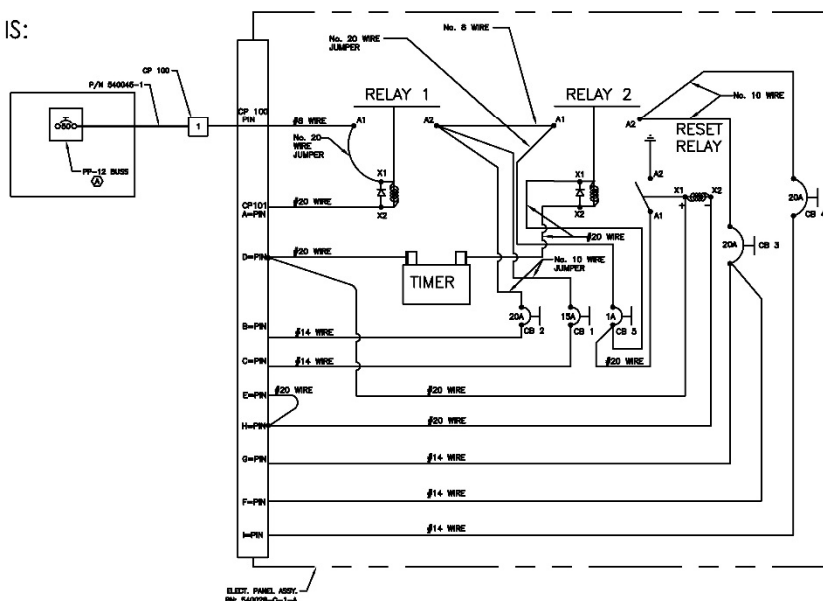 IS:
CP 100
P/N 540045-1
50
1
PP-12 BUSS
A
CP 100
PIN
#8 WIRE
No. 20
WIRE
JUMPER
RELAY 1
A1
A2
X1
X2
No. 20 WIRE
JUMPER
No. 8 WIRE
RELAY 2
A1
A2
X1
X2
No. 10 WIRE
RESET
RELAY
A2
A1
X1
X2
+
-
20A
CB 4
20A
CB 3
CP101
A=PIN
#20 WIRE
D=PIN
#20 WIRE
TIMER
#20 WIRE
No. 10 WIRE
JUMPER
B=PIN
#14 WIRE
20A
CB 2
15A
CB 1
1A
CB 5
C=PIN
#14 WIRE
#20 WIRE
E=PIN
#20 WIRE
#20 WIRE
H=PIN
#20 WIRE
G=PIN
#14 WIRE
F=PIN
#14 WIRE
I=PIN
#14 WIRE
ELECT. PANEL ASSY.